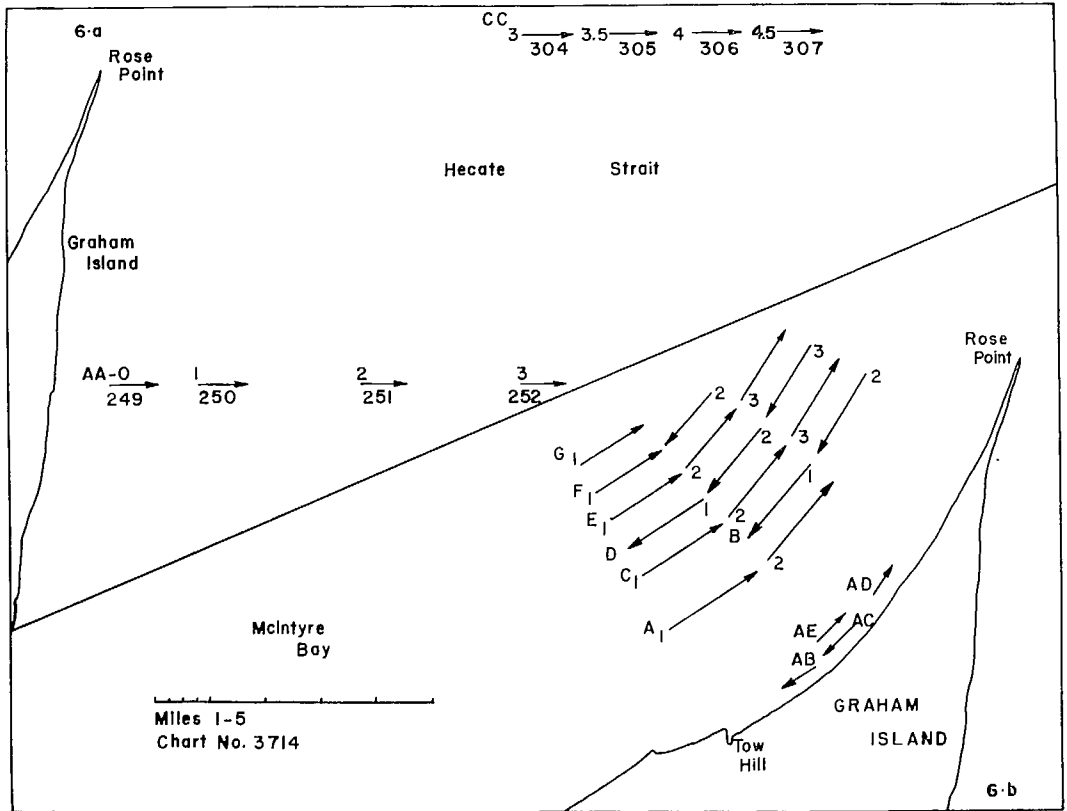 6·a
CC
3 3.5 4 4.5
304 305 306 307
Rose
Point
Hecate Strait
Graham
Island
AA-0 1 2 3
249 250 251 252
Rose
Point
3
2
2 3
G 1 2 3
F 1 2 1
E 1 1
D 2 B
C 1 2
A 1
AD
AE AC
AB
McIntyre
Bay
Miles 1-5
Chart No. 3714
GRAHAM
ISLAND
Tow
Hill
6·b